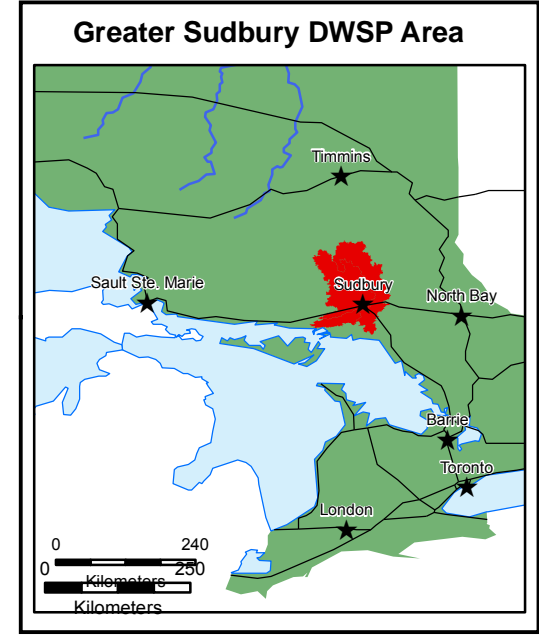 Greater Sudbury DWSP Area
Timmins
Sault Ste. Marie
Sudbury
North Bay
Barrie
Toronto
London
0 240
0 250
Kilometers
Kilometers